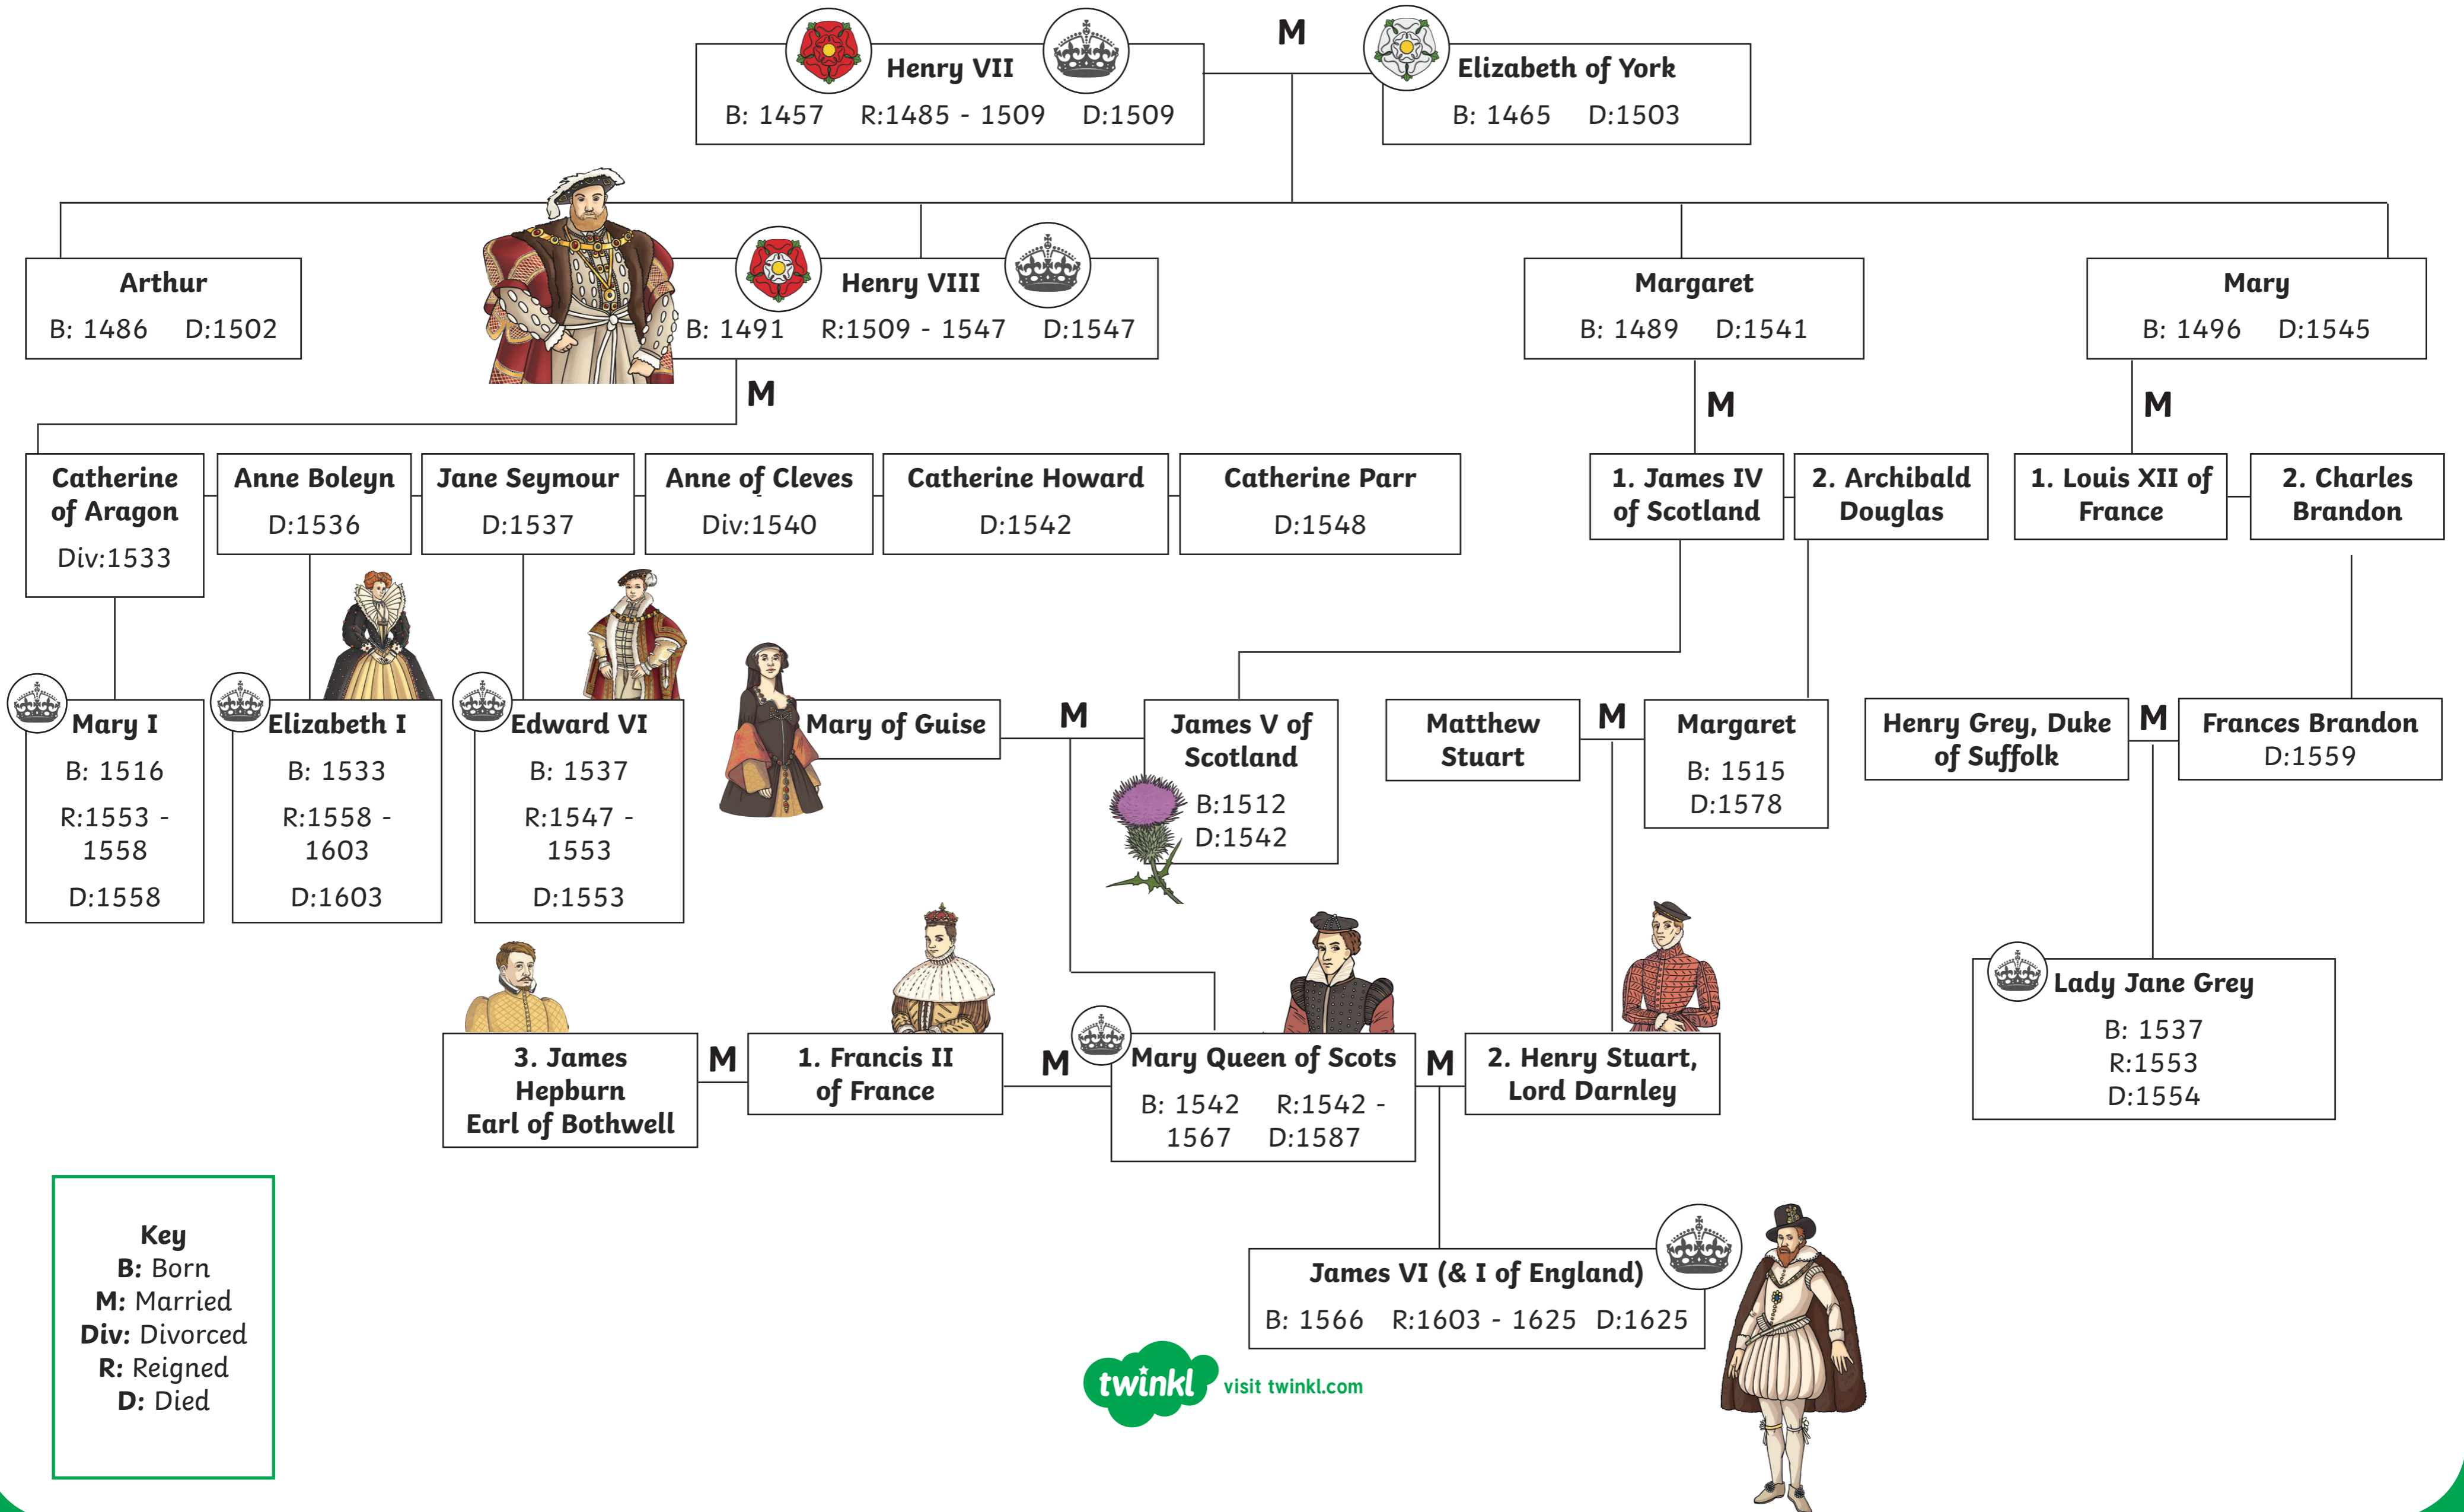 M
Henry VII
B: 1457 R:1485 - 1509 D:1509
Elizabeth of York
B: 1465 D:1503
Arthur
B: 1486 D:1502
Henry VIII
B: 1491 R:1509 - 1547 D:1547
Margaret
B: 1489 D:1541
Mary
B: 1496 D:1545
M
M
M
Catherine
of Aragon
Div:1533
Anne Boleyn
D:1536
Jane Seymour
D:1537
Anne of Cleves
Div:1540
Catherine Howard
D:1542
Catherine Parr
D:1548
1. James IV
of Scotland
2. Archibald
Douglas
1. Louis XII of
France
2. Charles
Brandon
Mary I
B: 1516
R:1553 -
1558
D:1558
Elizabeth I
B: 1533
R:1558 -
1603
D:1603
Edward VI
B: 1537
R:1547 -
1553
D:1553
Mary of Guise
M
James V of
Scotland
B:1512
D:1542
Matthew
Stuart
M
Margaret
B: 1515
D:1578
Henry Grey, Duke
of Suffolk
M
Frances Brandon
D:1559
3. James
Hepburn
Earl of Bothwell
M
1. Francis II
of France
M
Mary Queen of Scots
B: 1542 R:1542 -
1567 D:1587
M
2. Henry Stuart,
Lord Darnley
Lady Jane Grey
B: 1537
R:1553
D:1554
James VI (& I of England)
B: 1566 R:1603 - 1625 D:1625
Key
B: Born
M: Married
Div: Divorced
R: Reigned
D: Died
twinkl visit twinkl.com